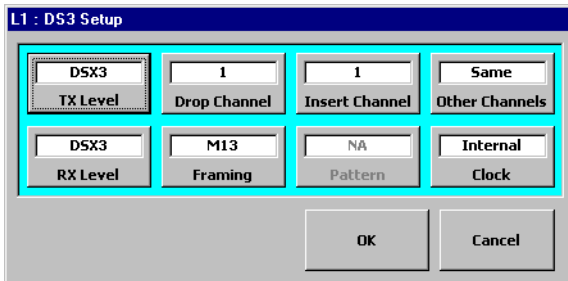 L1 : DS3 Setup
DSX3 1 1 Same
TX Level Drop Channel Insert Channel Other Channels
DSX3 M13 NA Internal
RX Level Framing Pattern Clock
OK Cancel